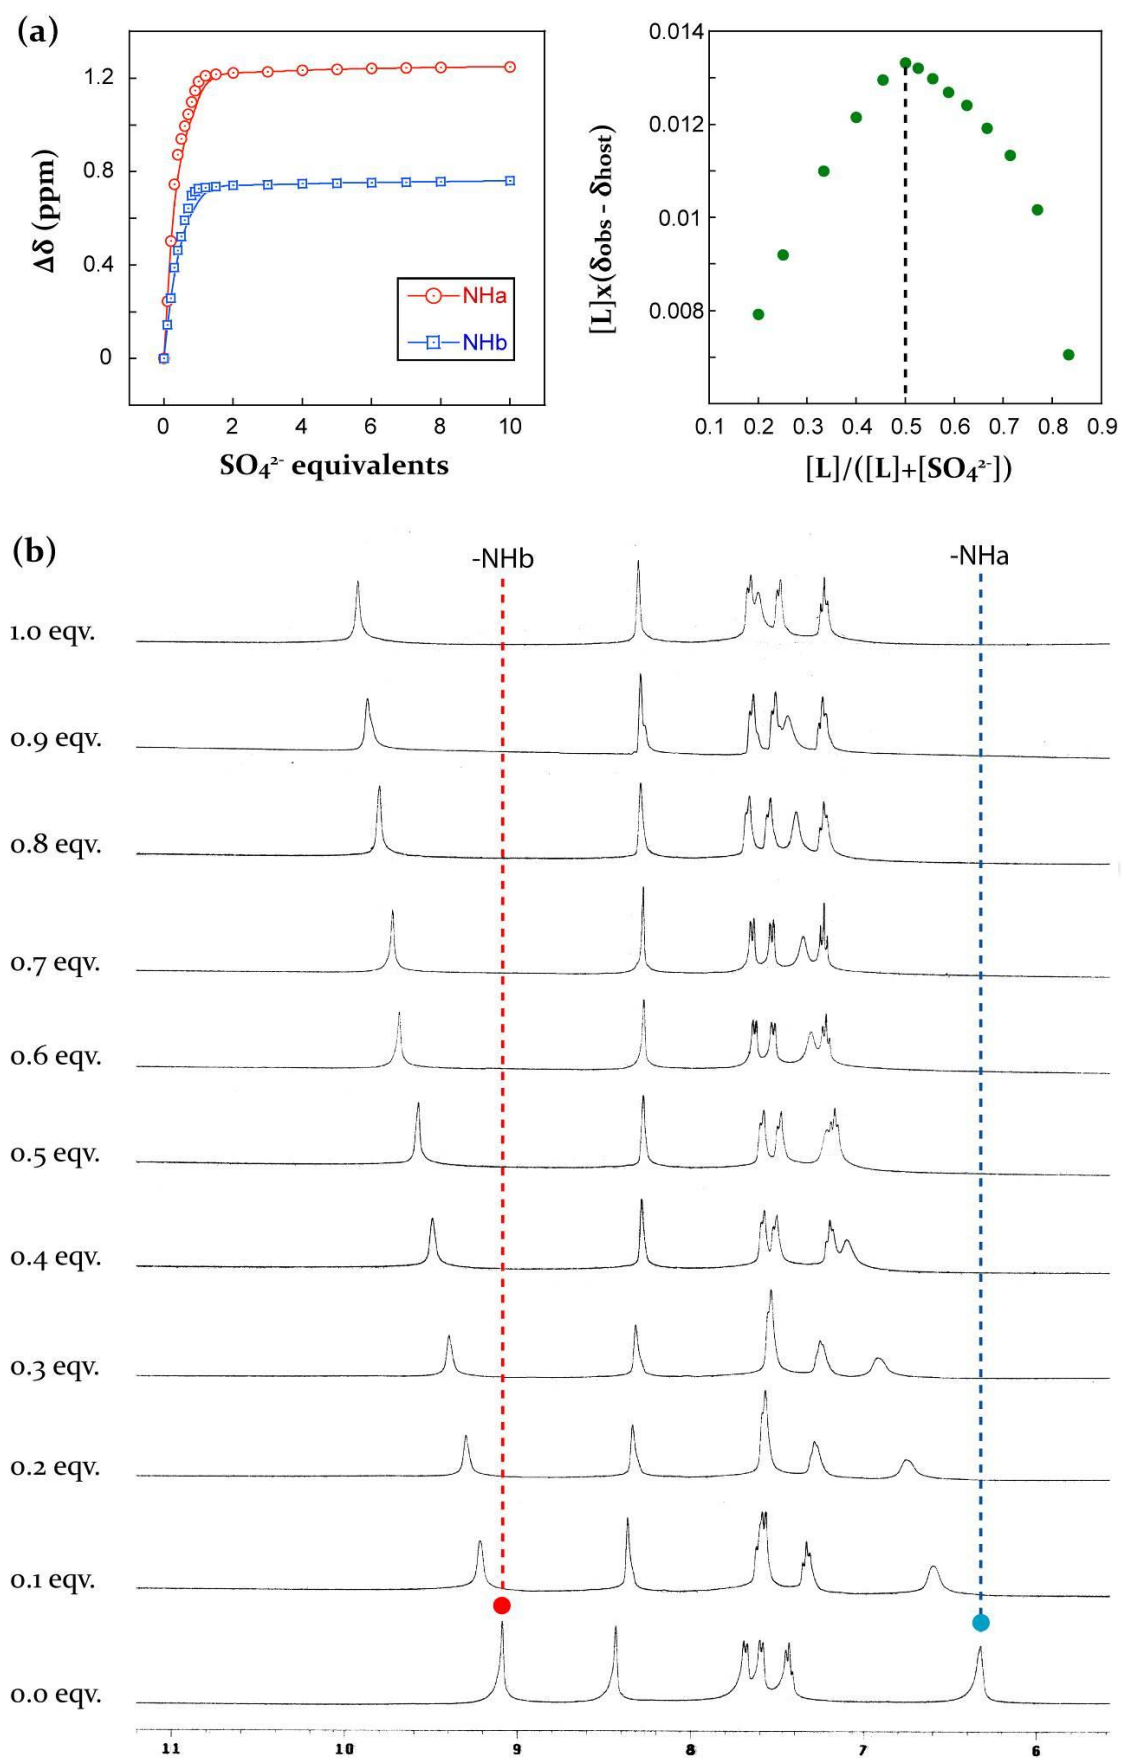 (a)
1.2
0.8
0.4
0
Δδ (ppm)
NHa
NHb
0 2 4 6 8 10
SO₄²⁻ equivalents
0.014
0.012
0.01
0.008
[L]x(δobs - δhost)
0.1 0.2 0.3 0.4 0.5 0.6 0.7 0.8 0.9
[L]/([L]+[SO₄²⁻])
(b)
-NHb
-NHa
1.0 eqv.
0.9 eqv.
0.8 eqv.
0.7 eqv.
0.6 eqv.
0.5 eqv.
0.4 eqv.
0.3 eqv.
0.2 eqv.
0.1 eqv.
0.0 eqv.
11 10 9 8 7 6